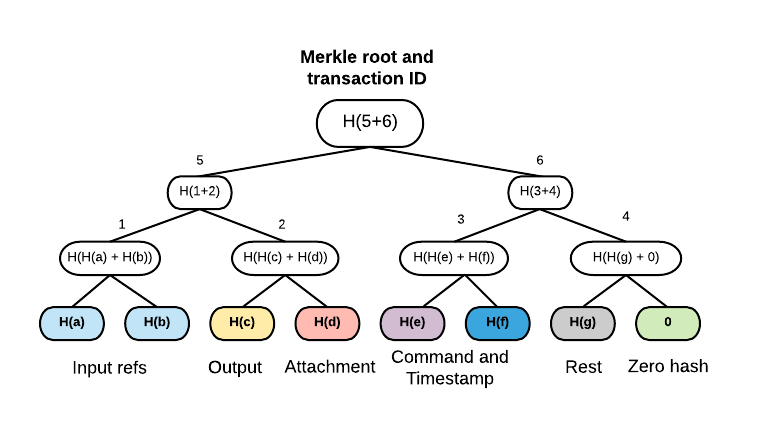 Merkle root and
transaction ID
H(5+6)
5
6
H(1+2)
H(3+4)
1
2
3
4
H(H(a) + H(b))
H(H(c) + H(d))
H(H(e) + H(f))
H(H(g) + 0)
H(a)
H(b)
H(c)
H(d)
H(e)
H(f)
H(g)
0
Input refs
Output
Attachment
Command and
Timestamp
Rest
Zero hash